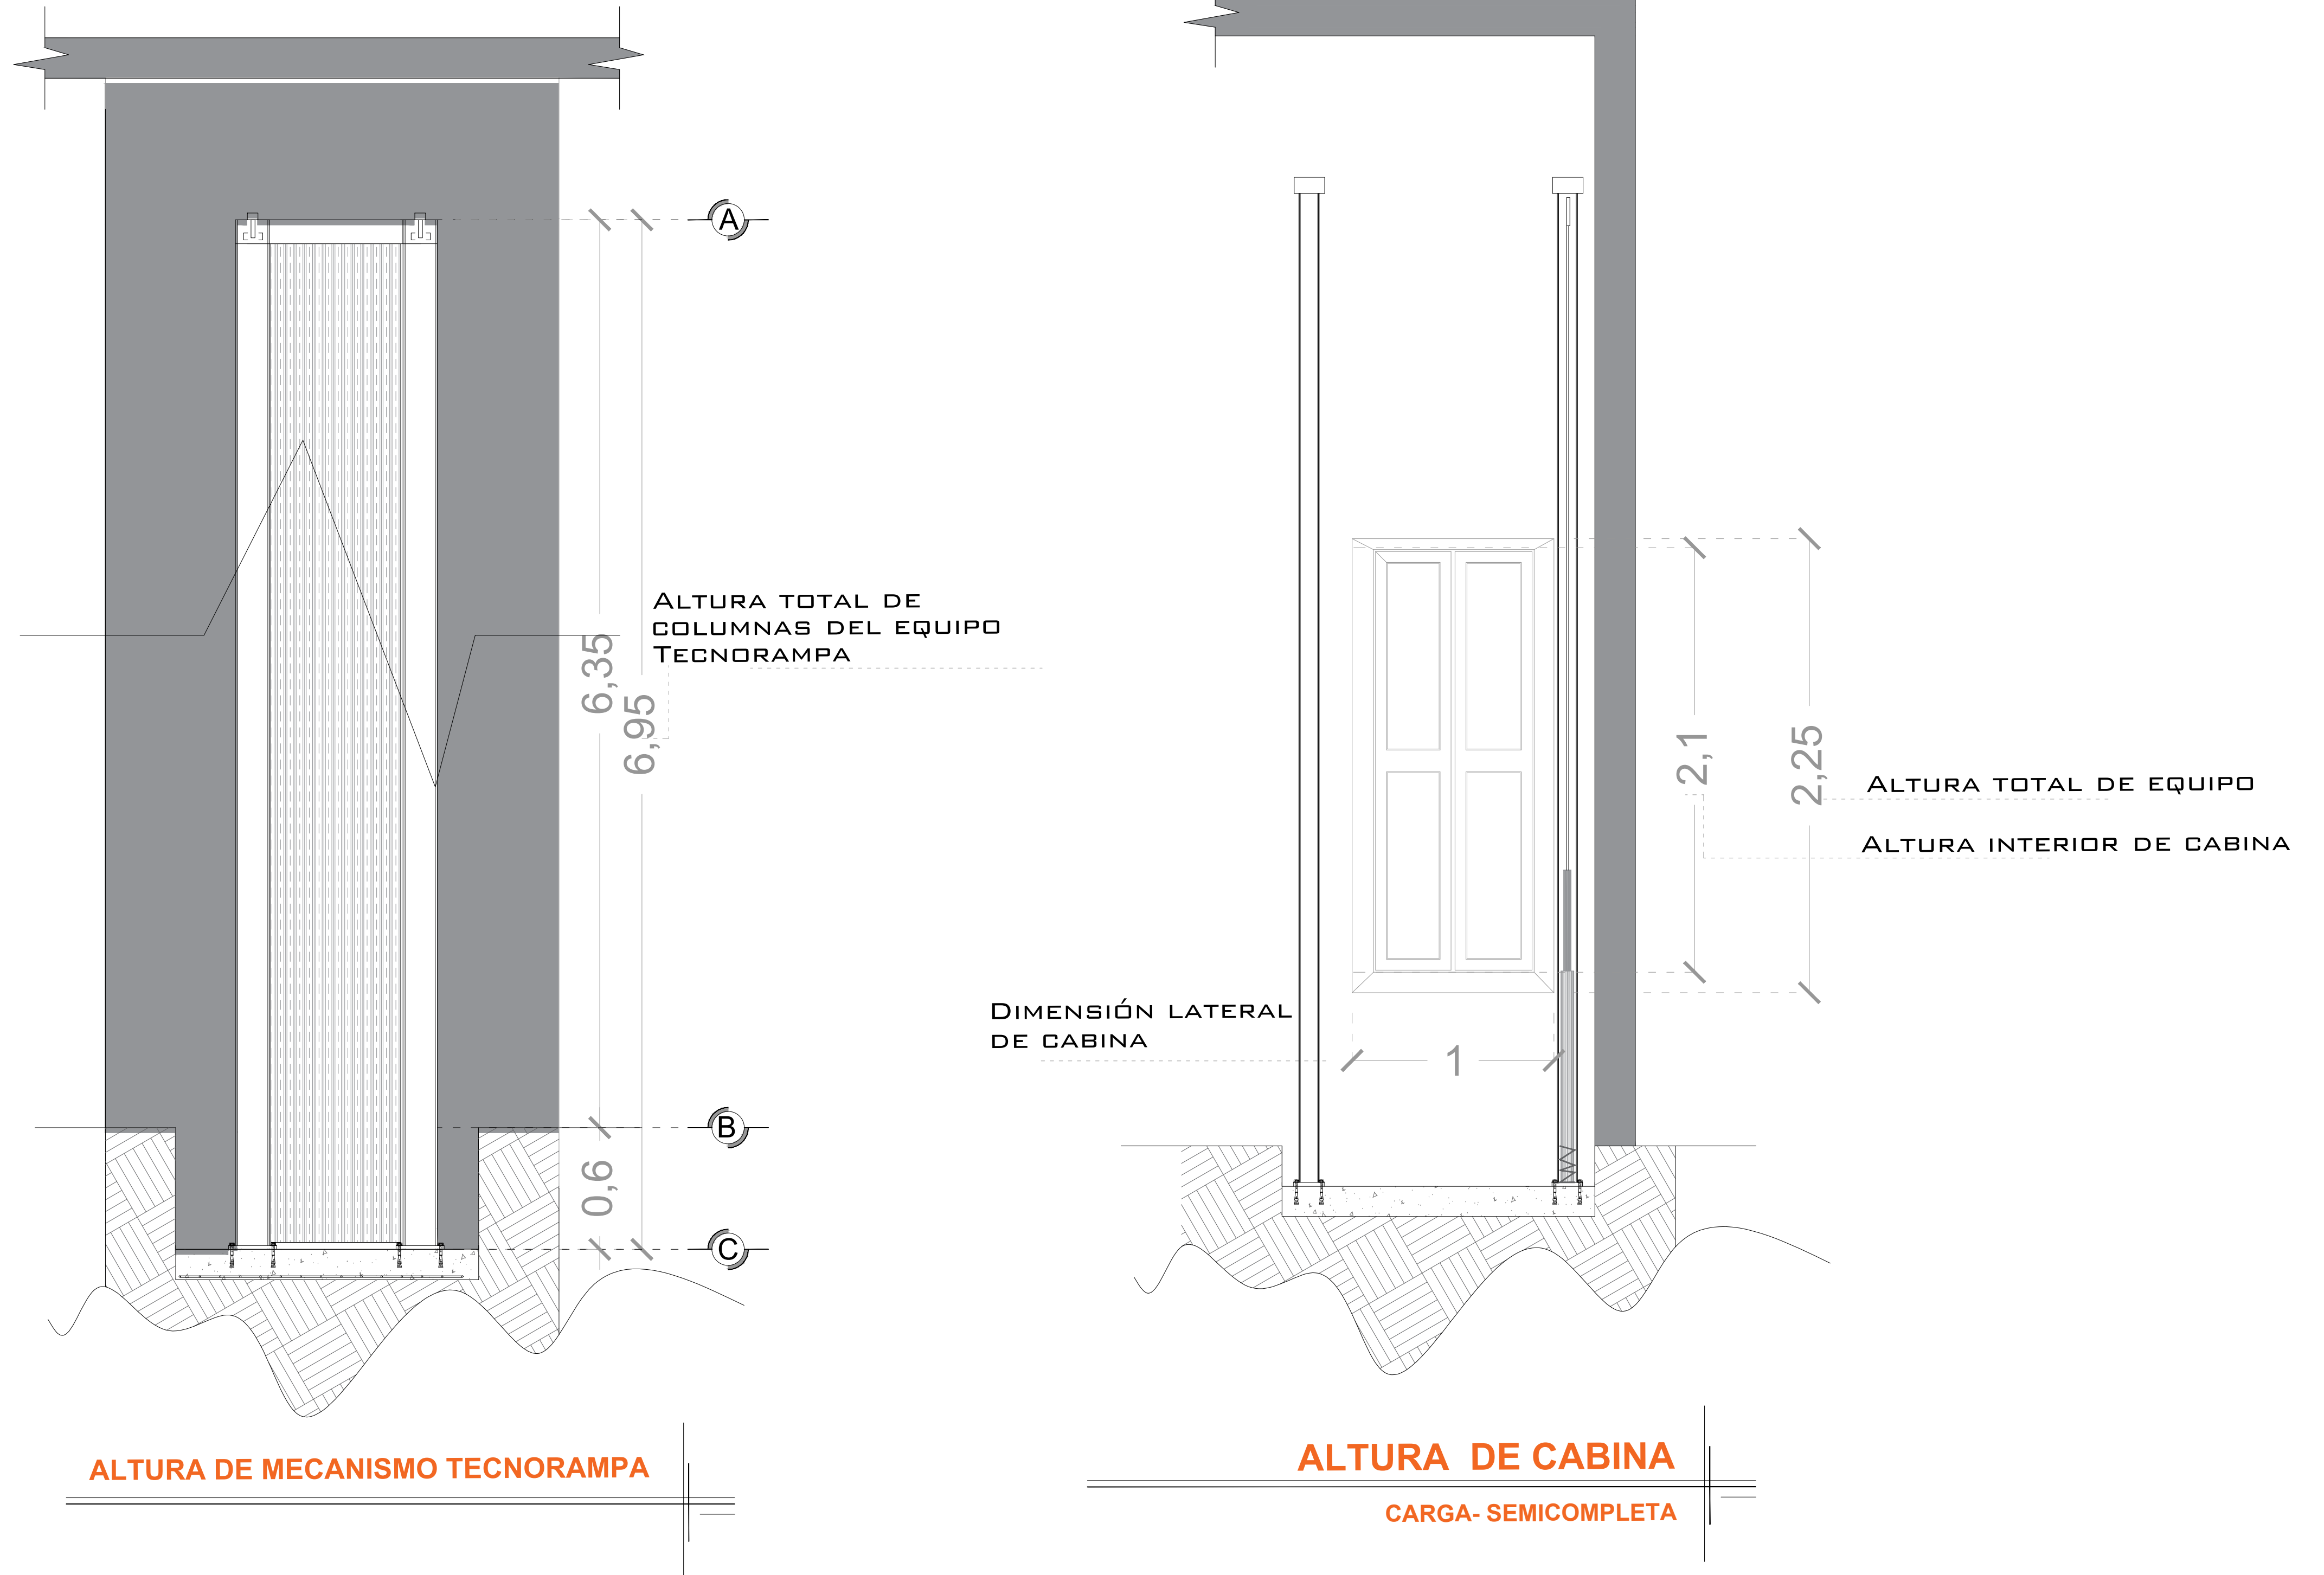 A
6,35
6,95
ALTURA TOTAL DE
COLUMNAS DEL EQUIPO
TECNORAMPA
B
0,6
C
ALTURA DE MECANISMO TECNORAMPA
2,1
2,25
ALTURA TOTAL DE EQUIPO
ALTURA INTERIOR DE CABINA
DIMENSIÓN LATERAL
DE CABINA
1
ALTURA DE CABINA
CARGA- SEMICOMPLETA